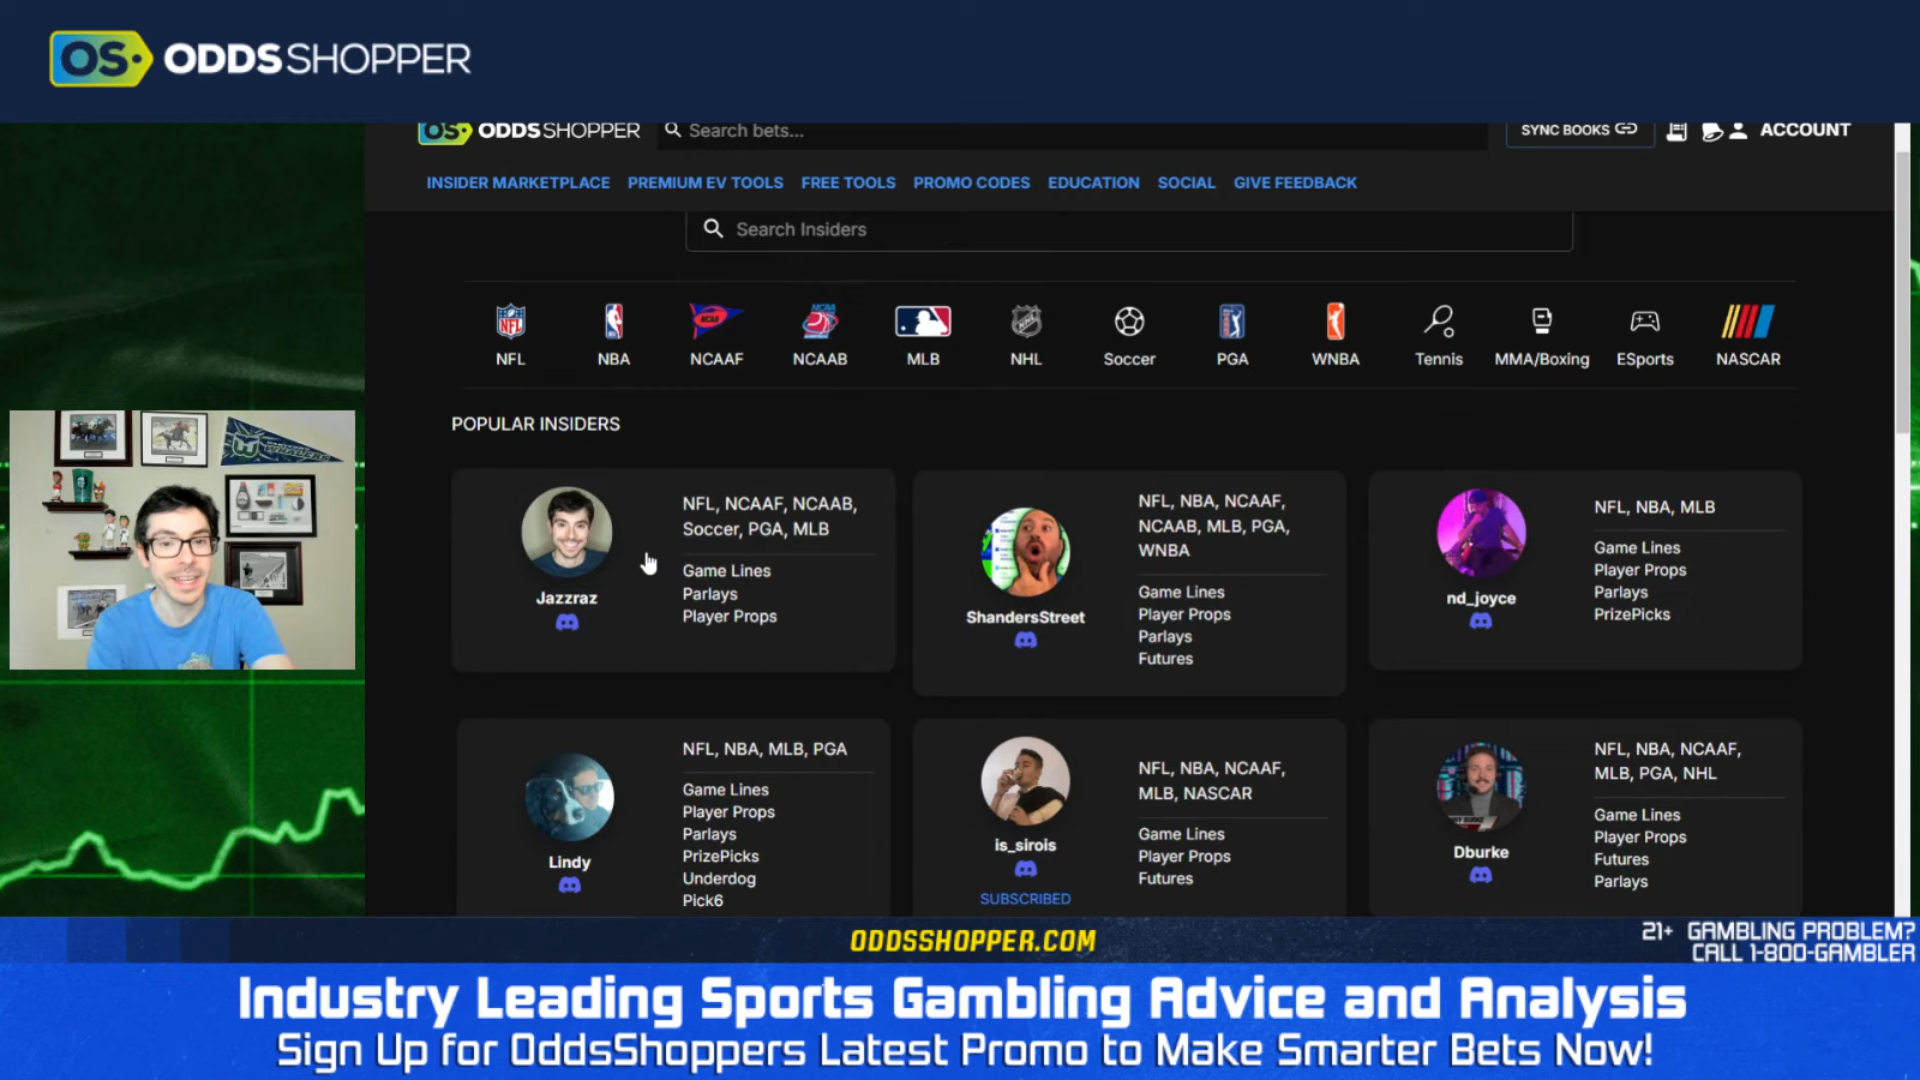 OS ODDSSHOPPER
OS ODDSSHOPPER
Search bets...
SYNC BOOKS
ACCOUNT
INSIDER MARKETPLACE
PREMIUM EV TOOLS
FREE TOOLS
PROMO CODES
EDUCATION
SOCIAL
GIVE FEEDBACK
Search Insiders
NFL
NBA
NCAAF
NCAAB
MLB
NHL
Soccer
PGA
WNBA
Tennis
MMA/Boxing
ESports
NASCAR
POPULAR INSIDERS
Jazzraz
NFL, NCAAF, NCAAB,
Soccer, PGA, MLB
Game Lines
Parlays
Player Props
ShandersStreet
NFL, NBA, NCAAF,
NCAAB, MLB, PGA,
WNBA
Game Lines
Player Props
Parlays
Futures
nd_joyce
NFL, NBA, MLB
Game Lines
Player Props
Parlays
PrizePicks
Lindy
NFL, NBA, MLB, PGA
Game Lines
Player Props
Parlays
PrizePicks
Underdog
Pick6
is_sirois
SUBSCRIBED
NFL, NBA, NCAAF,
MLB, NASCAR
Game Lines
Player Props
Futures
Dburke
NFL, NBA, NCAAF,
MLB, PGA, NHL
Game Lines
Player Props
Futures
Parlays
WHALERS
ODDSSHOPPER.COM
21+ GAMBLING PROBLEM?
CALL 1-800-GAMBLER
Industry Leading Sports Gambling Advice and Analysis
Sign Up for OddsShoppers Latest Promo to Make Smarter Bets Now!